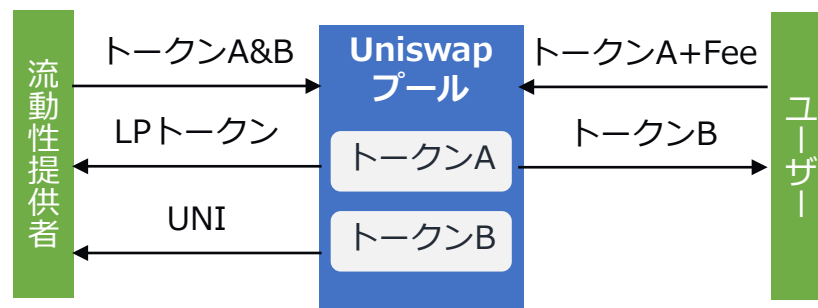 流動性提供者
トークンA&B
LPトークン
UNI
Uniswap
プール
トークンA
トークンB
トークンA+Fee
トークンB
ユーザー